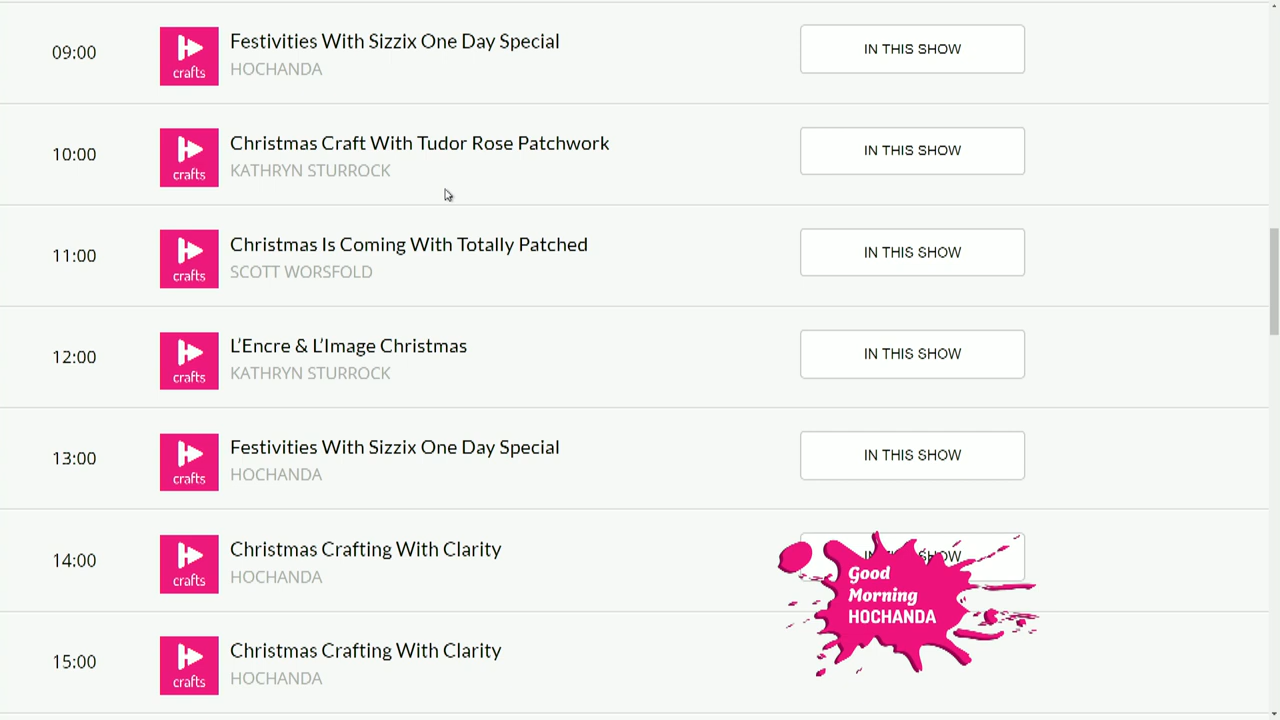 09:00
crafts
Festivities With Sizzix One Day Special
HOCHANDA
IN THIS SHOW
10:00
crafts
Christmas Craft With Tudor Rose Patchwork
KATHRYN STURROCK
IN THIS SHOW
11:00
crafts
Christmas Is Coming With Totally Patched
SCOTT WORSFOLD
IN THIS SHOW
12:00
crafts
L’Encre & L’Image Christmas
KATHRYN STURROCK
IN THIS SHOW
13:00
crafts
Festivities With Sizzix One Day Special
HOCHANDA
IN THIS SHOW
14:00
crafts
Christmas Crafting With Clarity
HOCHANDA
IN THIS SHOW
Good
Morning
HOCHANDA
15:00
crafts
Christmas Crafting With Clarity
HOCHANDA